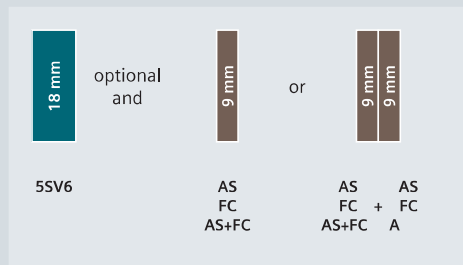 18 mm
optional
and
9 mm
or
9 mm
9 mm
5SV6
AS
FC
AS+FC
AS AS
FC + FC
AS+FC A